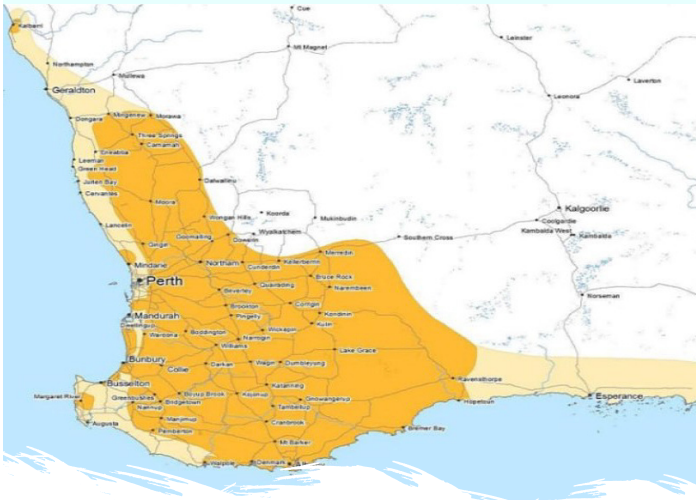 Cue
Kalbarri
Leinster
Mt Magnet
Northampton
Mullewa
Laverton
Geraldton
Leonora
Dongara
Mingenew
Morawa
Three Springs
Carnamah
Eneabba
Leeman
Green Head
Jurien Bay
Dalwallinu
Cervantes
Moora
Kalgoorlie
Koorda
Mukinbudin
Wongan Hills
Coolgardie
Lancelin
Kambalda West
Kambalda
Goomalling
Wyalkatchem
Dowerin
Southern Cross
Gingin
Merredin
Mindarie
Northam
Cunderdin
Kellerberrin
Perth
Bruce Rock
Beverley
Quairading
Narembeen
Norseman
Brookton
Corrigin
Mandurah
Pingelly
Kondinin
Dwellingup
Kulin
Waroona
Boddington
Wickepin
Narrogin
Williams
Lake Grace
Bunbury
Collie
Darkan
Wagin
Dumbleyung
Busselton
Katanning
Ravensthorpe
Margaret River
Greenbushes
Boyup Brook
Kojonup
Gnowangerup
Esperance
Bridgetown
Hopetoun
Nannup
Tambellup
Augusta
Manjimup
Cranbrook
Pemberton
Bremer Bay
Mt Barker
Walpole
Denmark